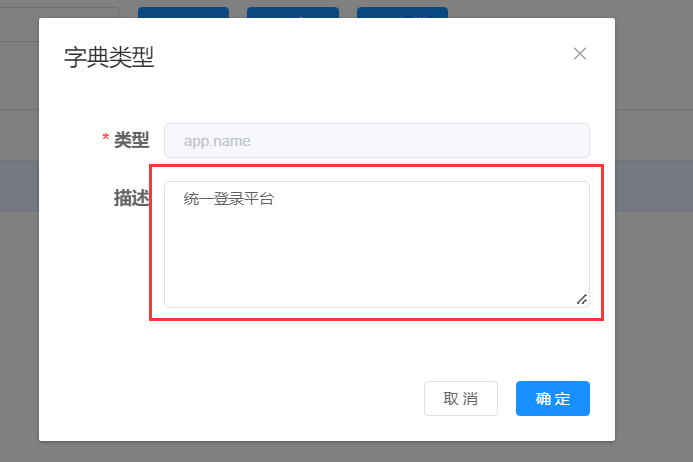 字典类型
* 类型
app.name
描述
统一登录平台
取 消
确 定